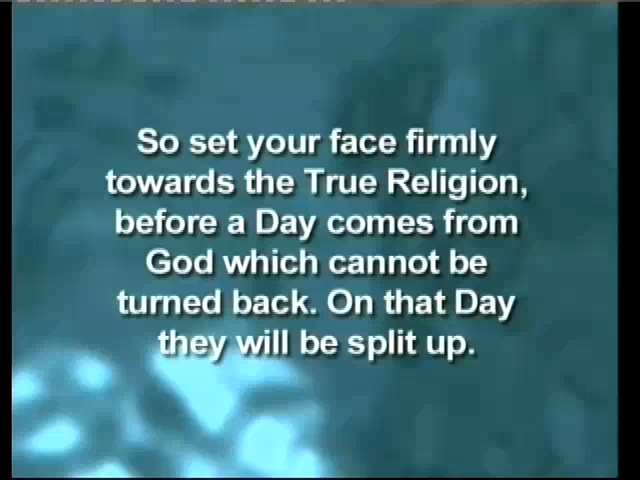 So set your face firmly
towards the True Religion,
before a Day comes from
God which cannot be
turned back. On that Day
they will be split up.